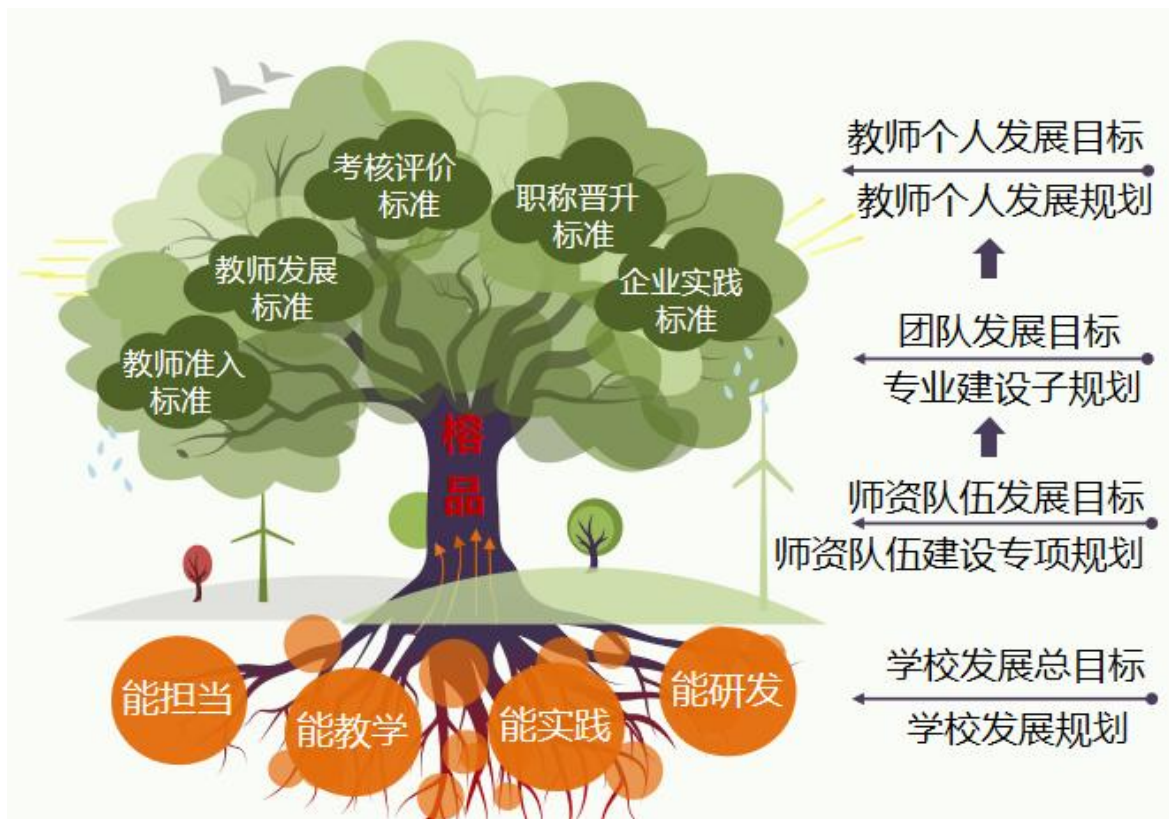 考核评价
标准
职称晋升
标准
教师发展
标准
企业实践
标准
教师准入
标准
榕
品
能担当
能教学
能实践
能研发
教师个人发展目标
教师个人发展规划
团队发展目标
专业建设子规划
师资队伍发展目标
师资队伍建设专项规划
学校发展总目标
学校发展规划